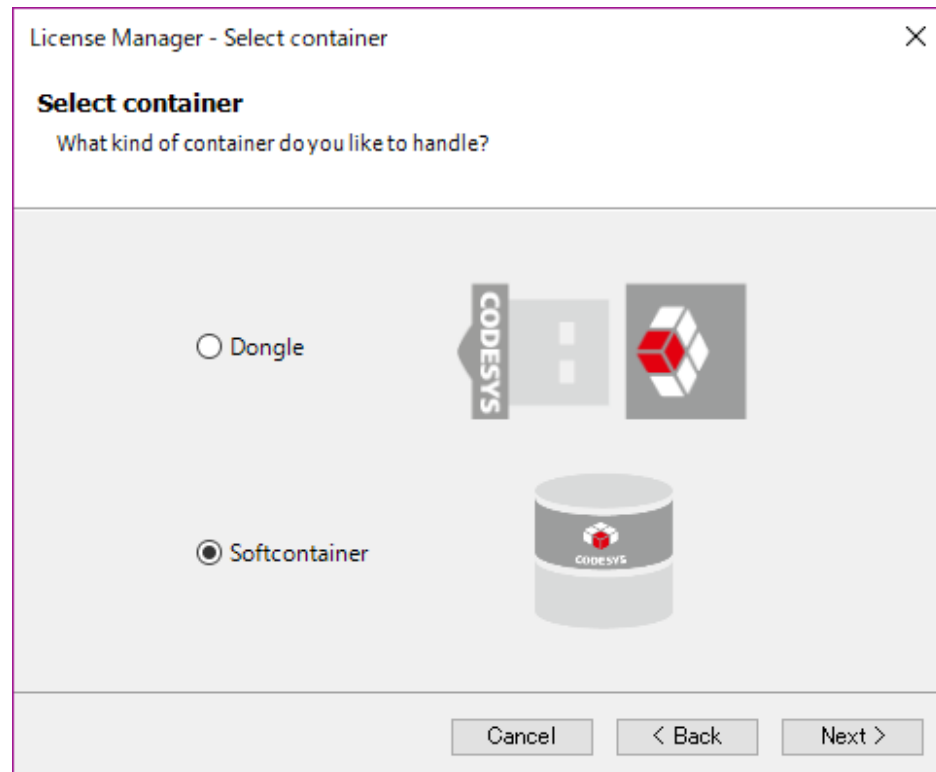 License Manager - Select container
Select container
What kind of container do you like to handle?
Dongle
CODESYS
Softcontainer
CODESYS
Cancel
< Back
Next >